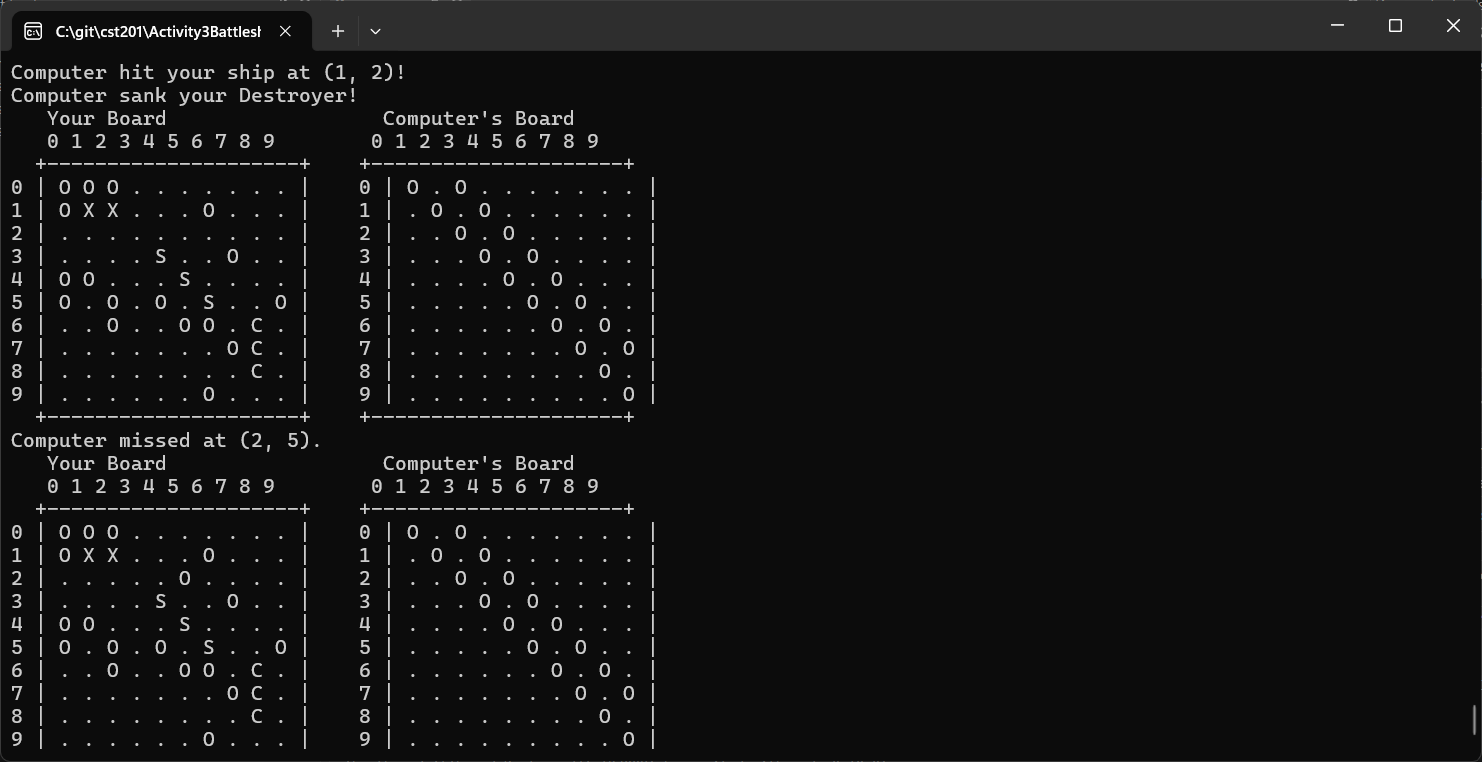 C:\git\cst201\Activity3Battlesh
Computer hit your ship at (1, 2)!
Computer sank your Destroyer!
   Your Board                  Computer's Board
   0 1 2 3 4 5 6 7 8 9        0 1 2 3 4 5 6 7 8 9
  +---------------------+    +---------------------+
0 | O O O . . . . . . . |    0 | O . O . . . . . . . |
1 | O X X . . . O . . . |    1 | . O . O . . . . . . |
2 | . . . . . . . . . . |    2 | . . O . O . . . . . |
3 | . . . . S . . O . . |    3 | . . . O . O . . . . |
4 | O O . . . S . . . . |    4 | . . . . O . O . . . |
5 | O . O . O . S . . O |    5 | . . . . . O . O . . |
6 | . . O . . O O . C . |    6 | . . . . . . O . O . |
7 | . . . . . . . O C . |    7 | . . . . . . . O . O |
8 | . . . . . . . . C . |    8 | . . . . . . . . O . |
9 | . . . . . . O . . . |    9 | . . . . . . . . . O |
  +---------------------+    +---------------------+
Computer missed at (2, 5).
   Your Board                  Computer's Board
   0 1 2 3 4 5 6 7 8 9        0 1 2 3 4 5 6 7 8 9
  +---------------------+    +---------------------+
0 | O O O . . . . . . . |    0 | O . O . . . . . . . |
1 | O X X . . . O . . . |    1 | . O . O . . . . . . |
2 | . . . . . O . . . . |    2 | . . O . O . . . . . |
3 | . . . . S . . O . . |    3 | . . . O . O . . . . |
4 | O O . . . S . . . . |    4 | . . . . O . O . . . |
5 | O . O . O . S . . O |    5 | . . . . . O . O . . |
6 | . . O . . O O . C . |    6 | . . . . . . O . O . |
7 | . . . . . . . O C . |    7 | . . . . . . . O . O |
8 | . . . . . . . . C . |    8 | . . . . . . . . O . |
9 | . . . . . . O . . . |    9 | . . . . . . . . . O |